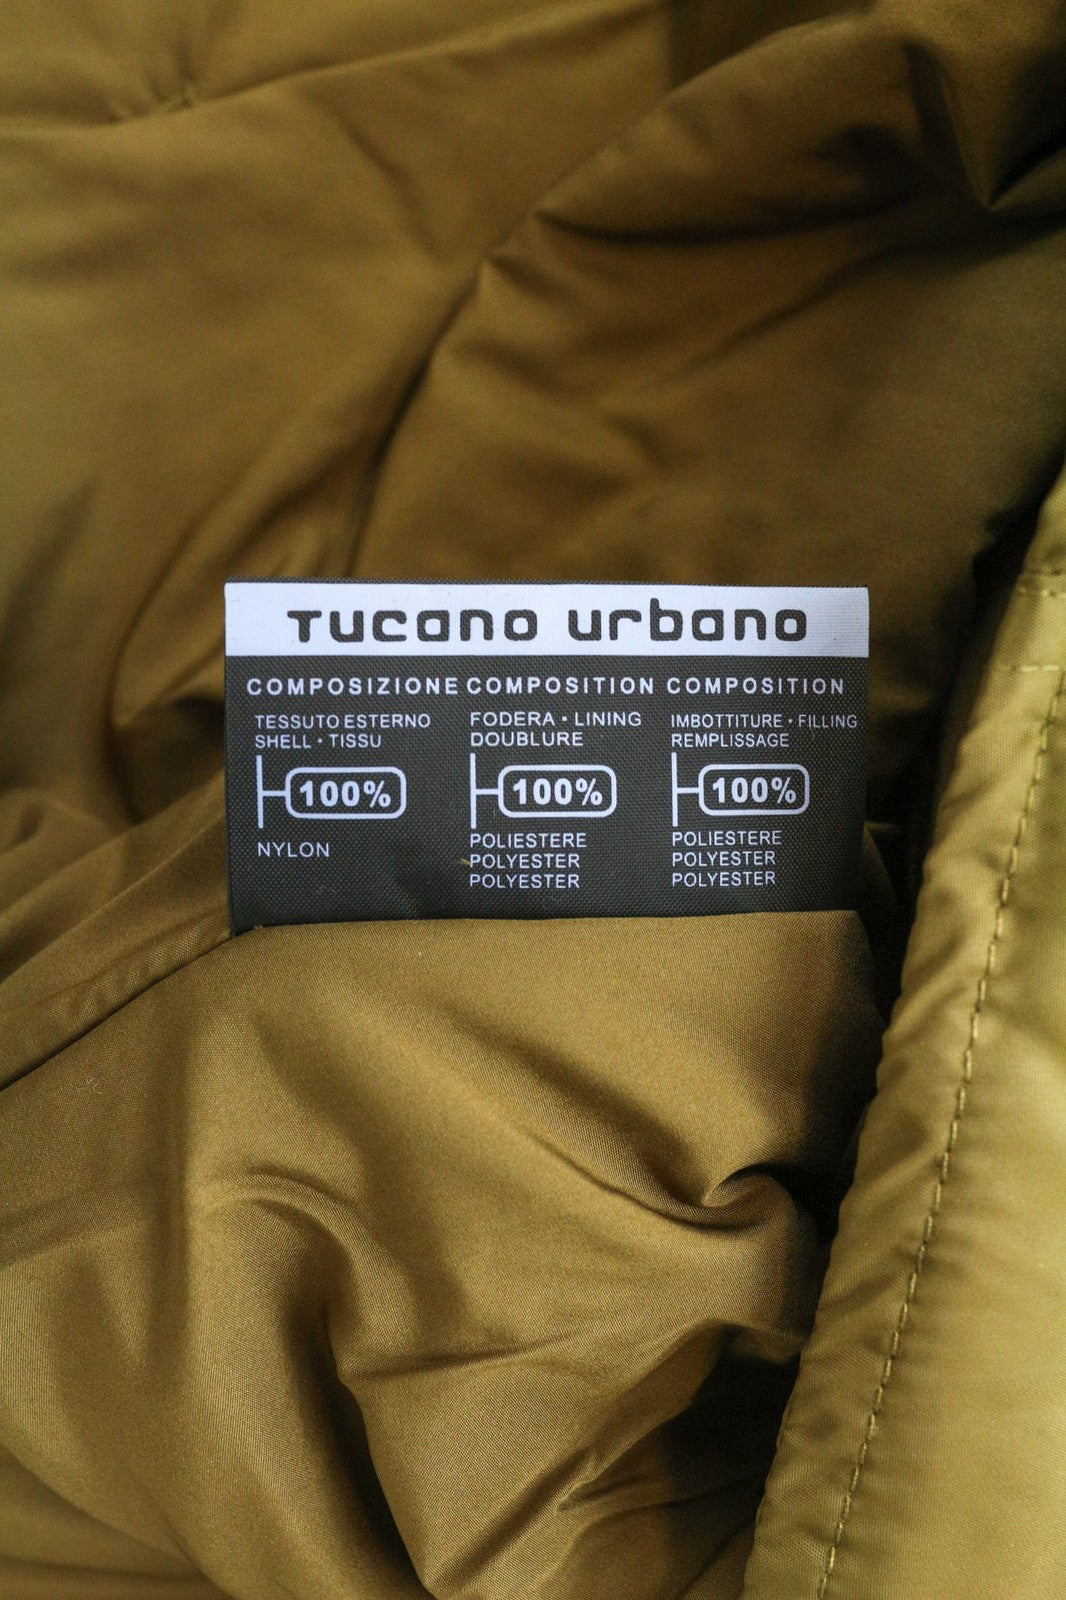 Tucano urbano
COMPOSIZIONE COMPOSITION COMPOSITION
TESSUTO ESTERNO
SHELL · TISSU
100%
NYLON
FODERA · LINING
DOUBLURE
100%
POLIESTERE
POLYESTER
POLYESTER
IMBOTTITURE · FILLING
REMPLISSAGE
100%
POLIESTERE
POLYESTER
POLYESTER